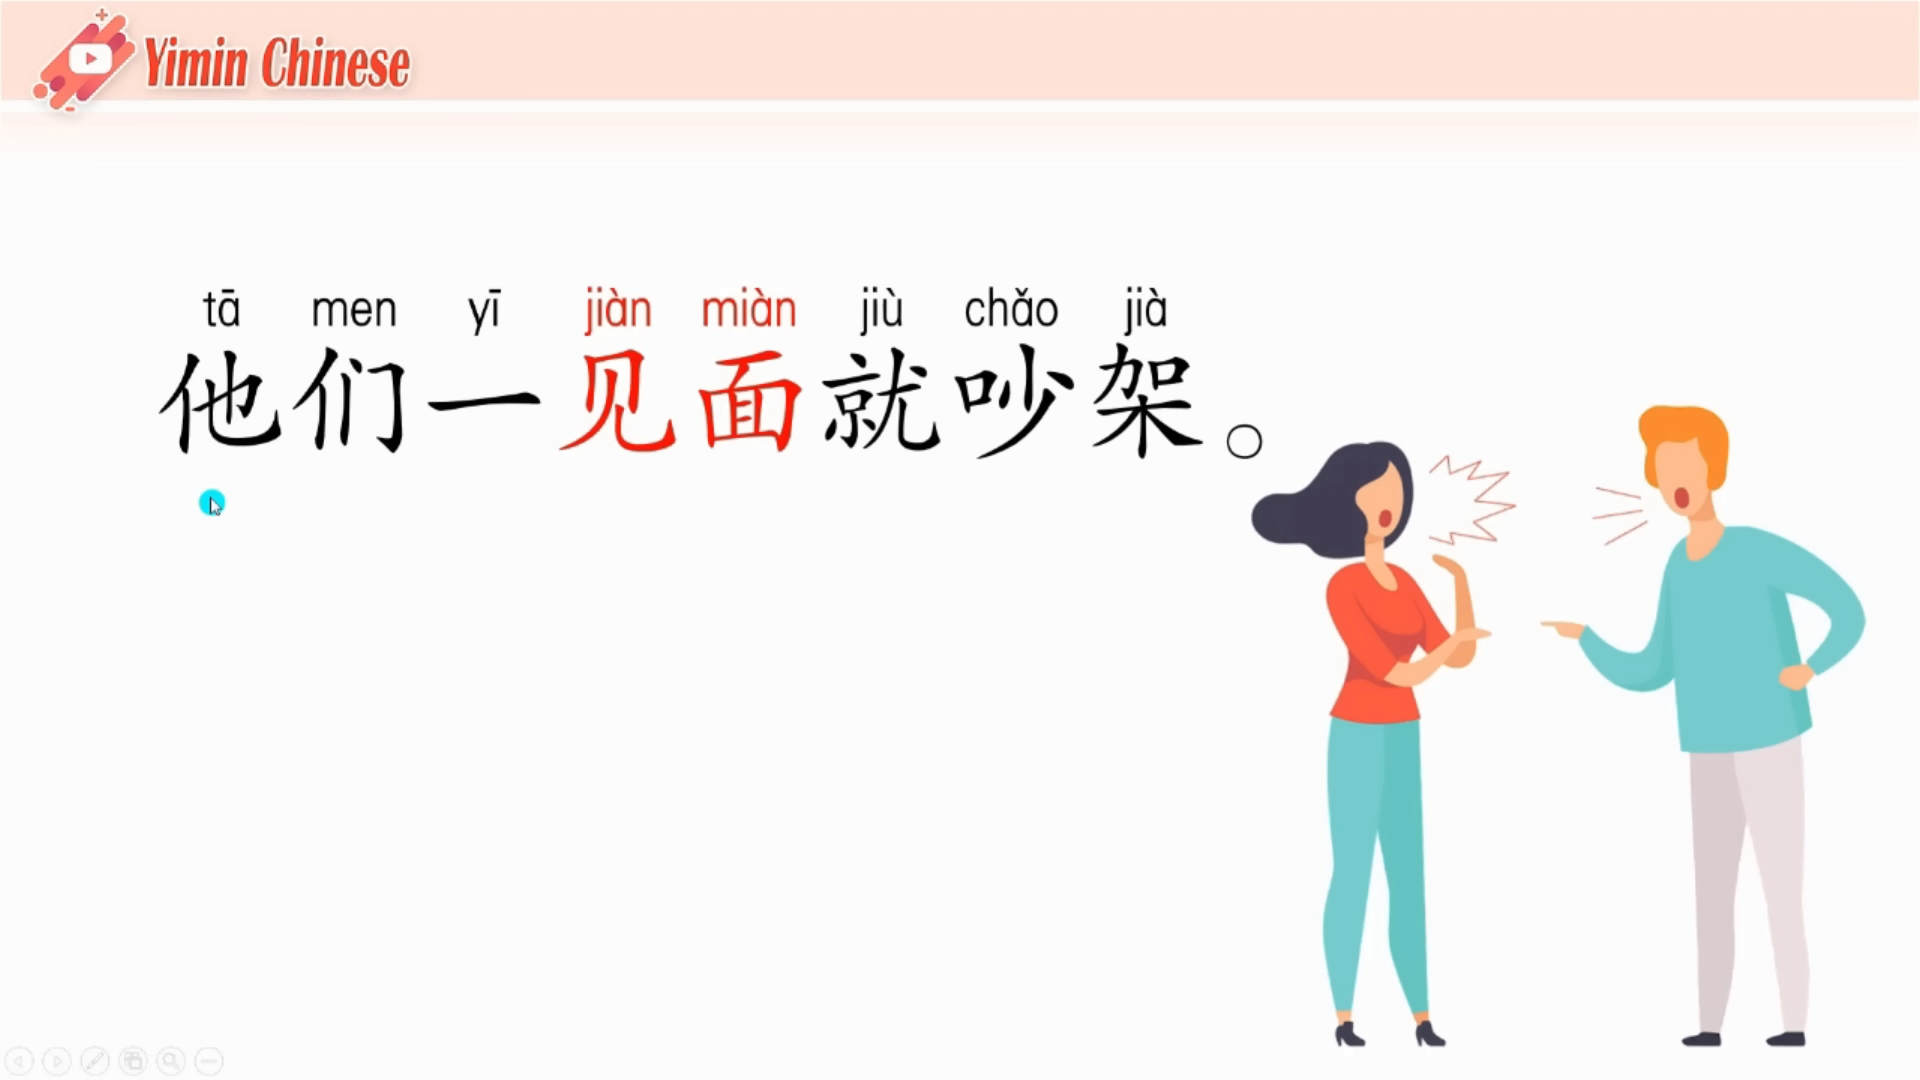 Yimin Chinese
tā men yī jiàn miàn jiù chǎo jià
他们一见面就吵架。